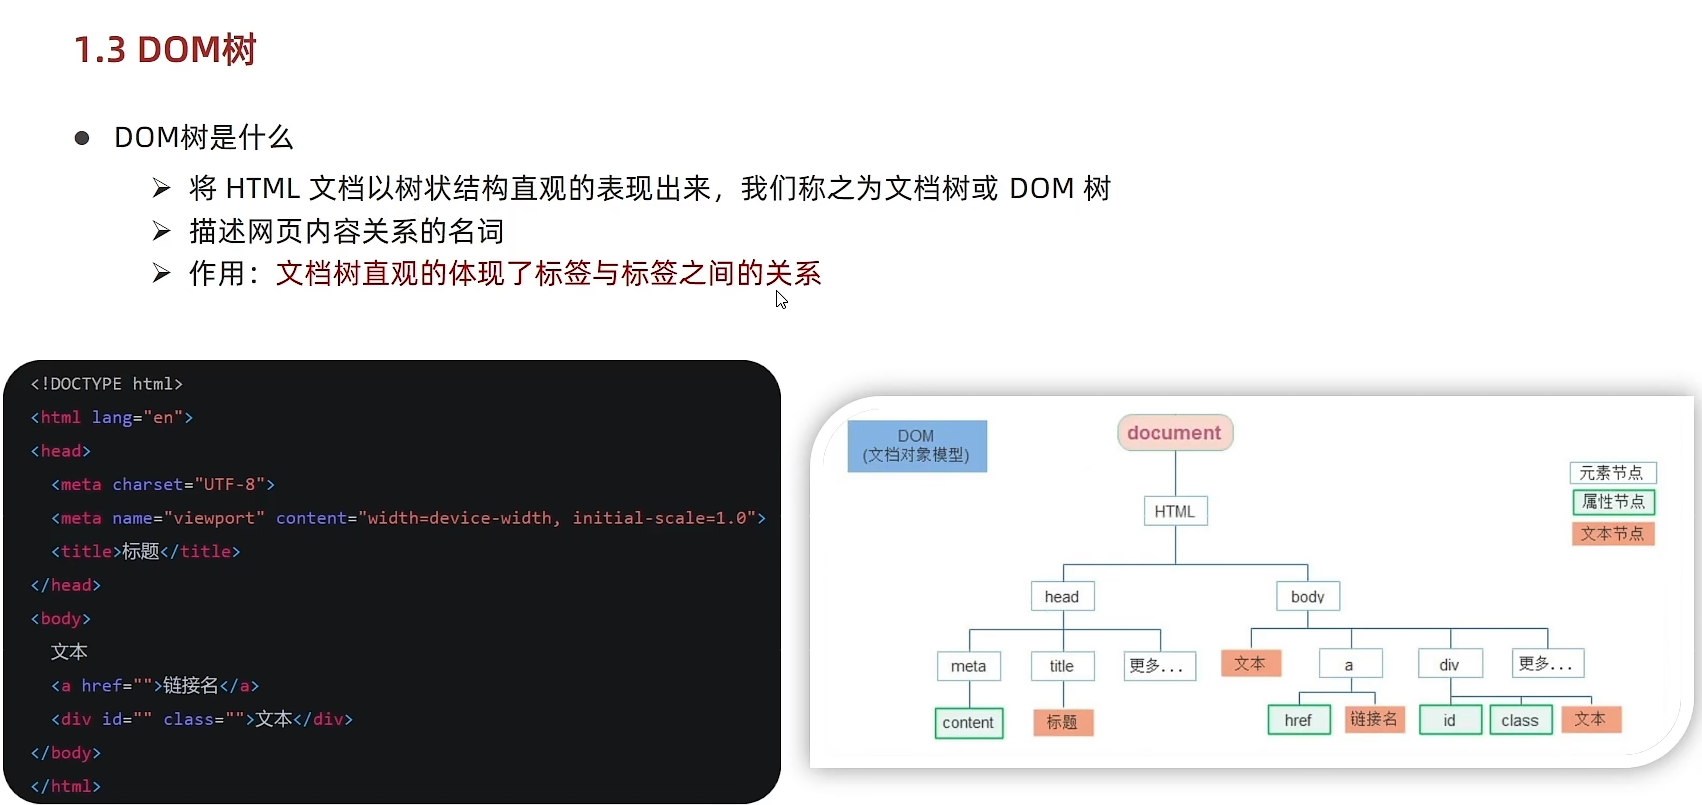 1.3 DOM树
DOM树是什么
将 HTML 文档以树状结构直观的表现出来，我们称之为文档树或 DOM 树
描述网页内容关系的名词
作用：文档树直观的体现了标签与标签之间的关系
<!DOCTYPE html>
<html lang="en">
<head>
<meta charset="UTF-8">
<meta name="viewport" content="width=device-width, initial-scale=1.0">
<title>标题</title>
</head>
<body>
文本
<a href="">链接名</a>
<div id="" class="">文本</div>
</body>
</html>
DOM
(文档对象模型)
document
元素节点
属性节点
文本节点
HTML
head
body
meta
title
更多...
文本
a
div
更多...
content
标题
href
链接名
id
class
文本